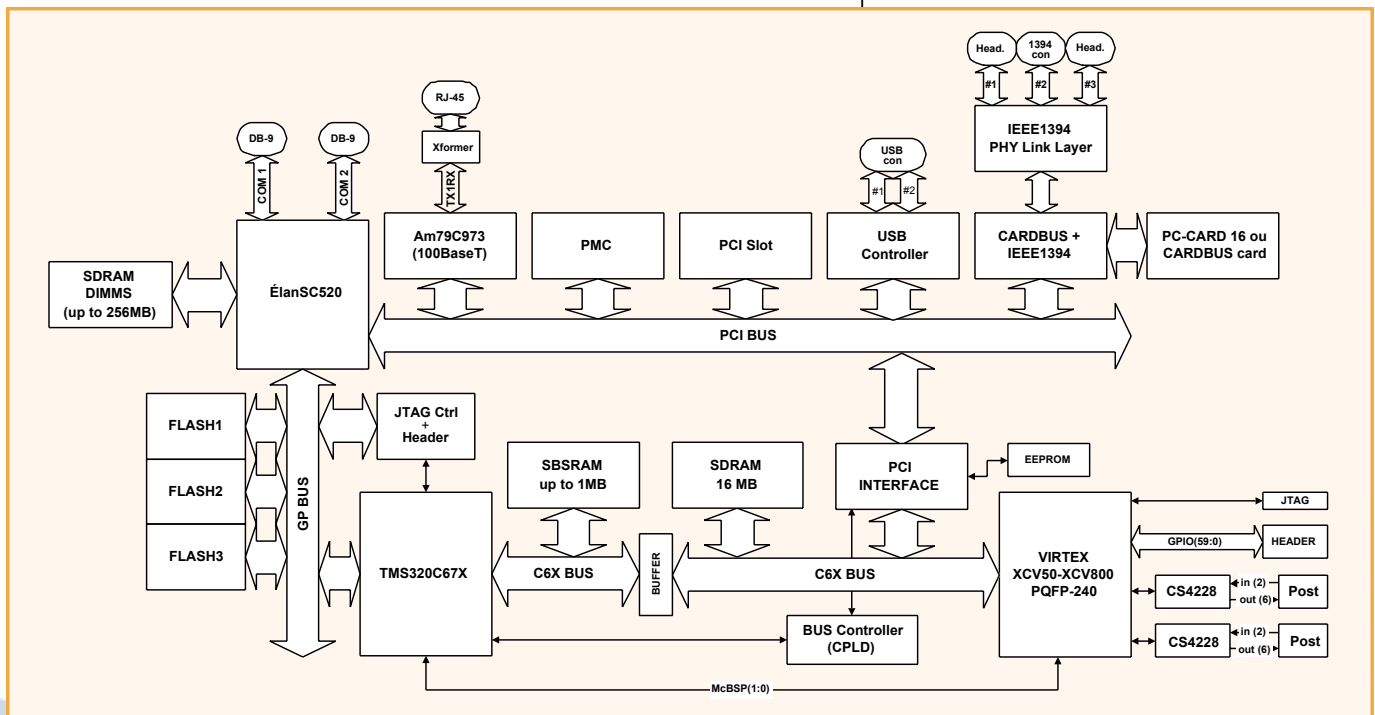 Head.
1394
con
Head.
#1
#2
#3
RJ-45
IEEE1394
PHY Link Layer
DB-9
DB-9
Xformer
USB
con
COM 1
COM 2
TX1RX
#1
#2
Am79C973
(100BaseT)
PMC
PCI Slot
USB
Controller
CARDBUS +
IEEE1394
PC-CARD 16 ou
CARDBUS card
SDRAM
DIMMS
(up to 256MB)
ÉlanSC520
PCI BUS
FLASH1
FLASH2
FLASH3
GP BUS
JTAG Ctrl
+
Header
SBSRAM
up to 1MB
SDRAM
16 MB
PCI
INTERFACE
EEPROM
TMS320C67X
C6X BUS
BUFFER
C6X BUS
VIRTEX
XCV50-XCV800
PQFP-240
JTAG
GPIO(59:0)
HEADER
CS4228
in (2)
out (6)
Post
CS4228
in (2)
out (6)
Post
BUS Controller
(CPLD)
McBSP(1:0)